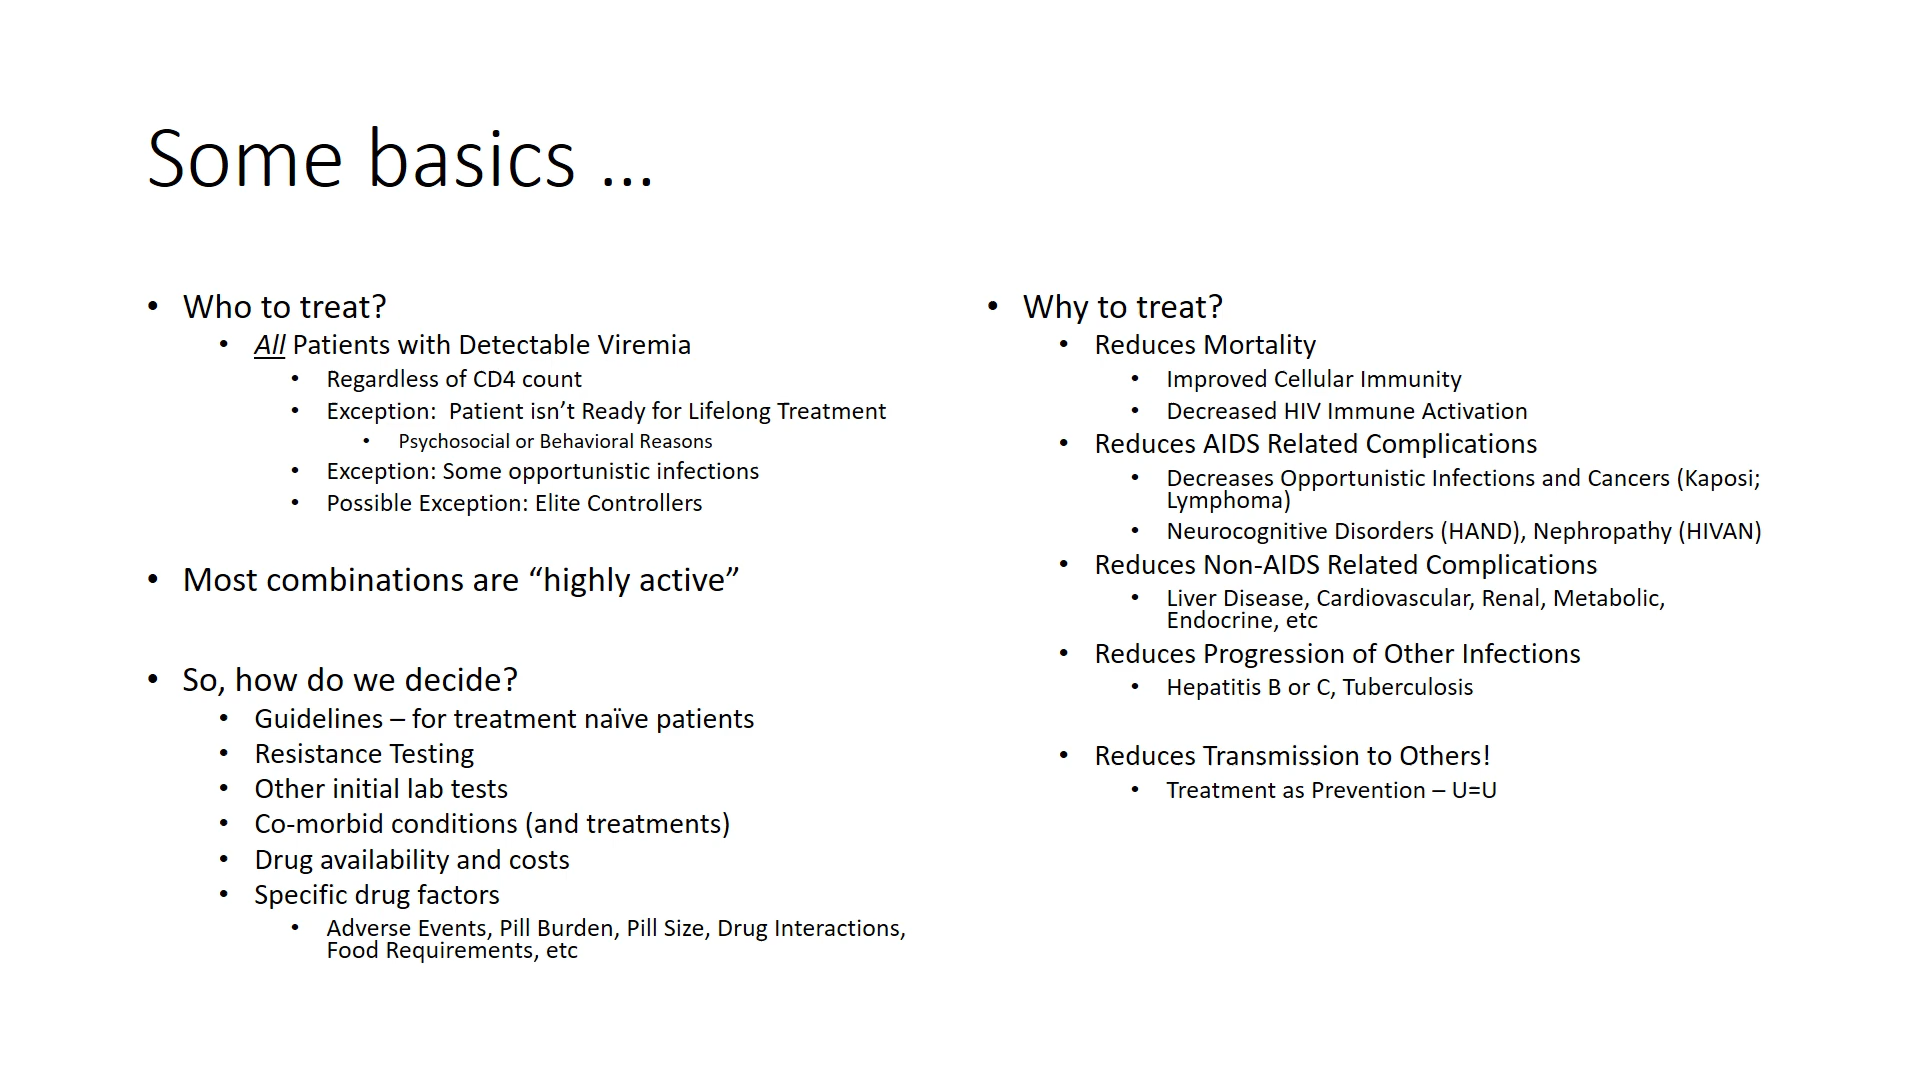 Some basics ...
• Who to treat?
• All Patients with Detectable Viremia
• Regardless of CD4 count
• Exception:  Patient isn’t Ready for Lifelong Treatment
• Psychosocial or Behavioral Reasons
• Exception: Some opportunistic infections
• Possible Exception: Elite Controllers
• Most combinations are “highly active”
• So, how do we decide?
• Guidelines – for treatment naïve patients
• Resistance Testing
• Other initial lab tests
• Co-morbid conditions (and treatments)
• Drug availability and costs
• Specific drug factors
• Adverse Events, Pill Burden, Pill Size, Drug Interactions,
Food Requirements, etc
• Why to treat?
• Reduces Mortality
• Improved Cellular Immunity
• Decreased HIV Immune Activation
• Reduces AIDS Related Complications
• Decreases Opportunistic Infections and Cancers (Kaposi;
Lymphoma)
• Neurocognitive Disorders (HAND), Nephropathy (HIVAN)
• Reduces Non-AIDS Related Complications
• Liver Disease, Cardiovascular, Renal, Metabolic,
Endocrine, etc
• Reduces Progression of Other Infections
• Hepatitis B or C, Tuberculosis
• Reduces Transmission to Others!
• Treatment as Prevention – U=U